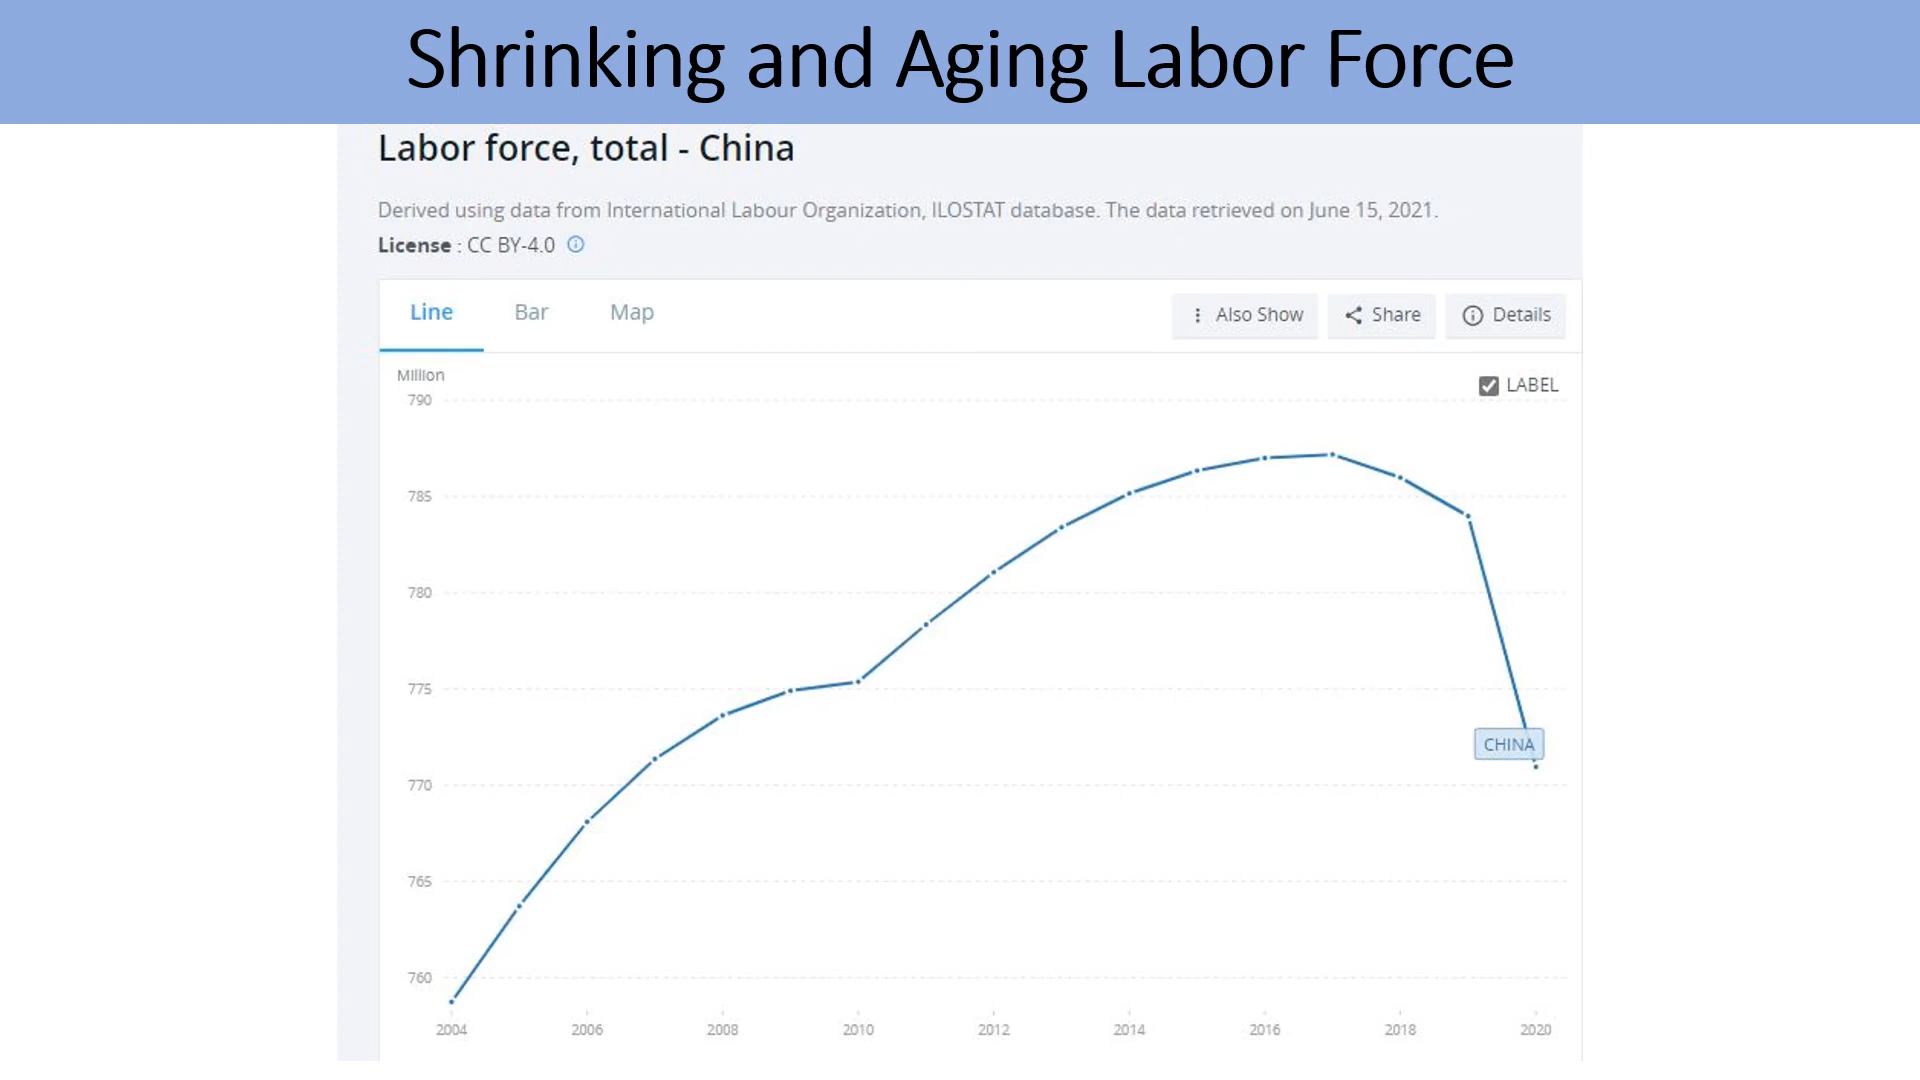 Shrinking and Aging Labor Force
Labor force, total - China
Derived using data from International Labour Organization, ILOSTAT database. The data retrieved on June 15, 2021.
License : CC BY-4.0
Line Bar Map Also Show Share Details
Million
LABEL
790
785
780
775
CHINA
770
765
760
2004 2006 2008 2010 2012 2014 2016 2018 2020